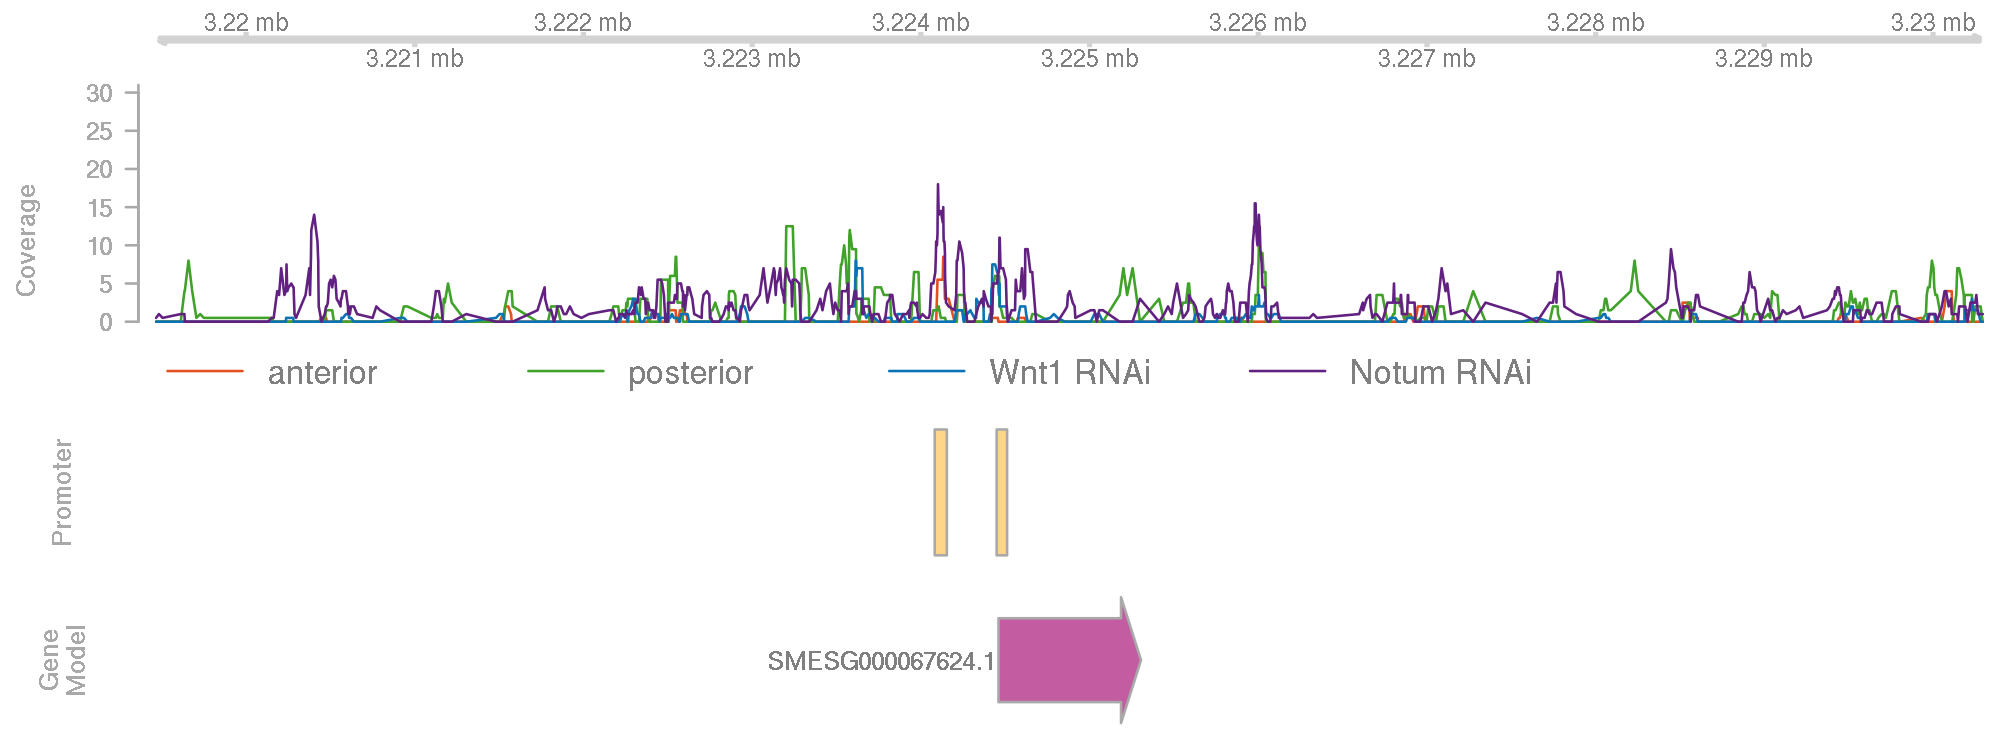 3.22 mb 3.222 mb 3.224 mb 3.226 mb 3.228 mb 3.23 mb
3.221 mb 3.223 mb 3.225 mb 3.227 mb 3.229 mb
30
25
20
15
10
5
0
Coverage
anterior posterior Wnt1 RNAi Notum RNAi
Promoter
Gene
Model
SMESG000067624.1